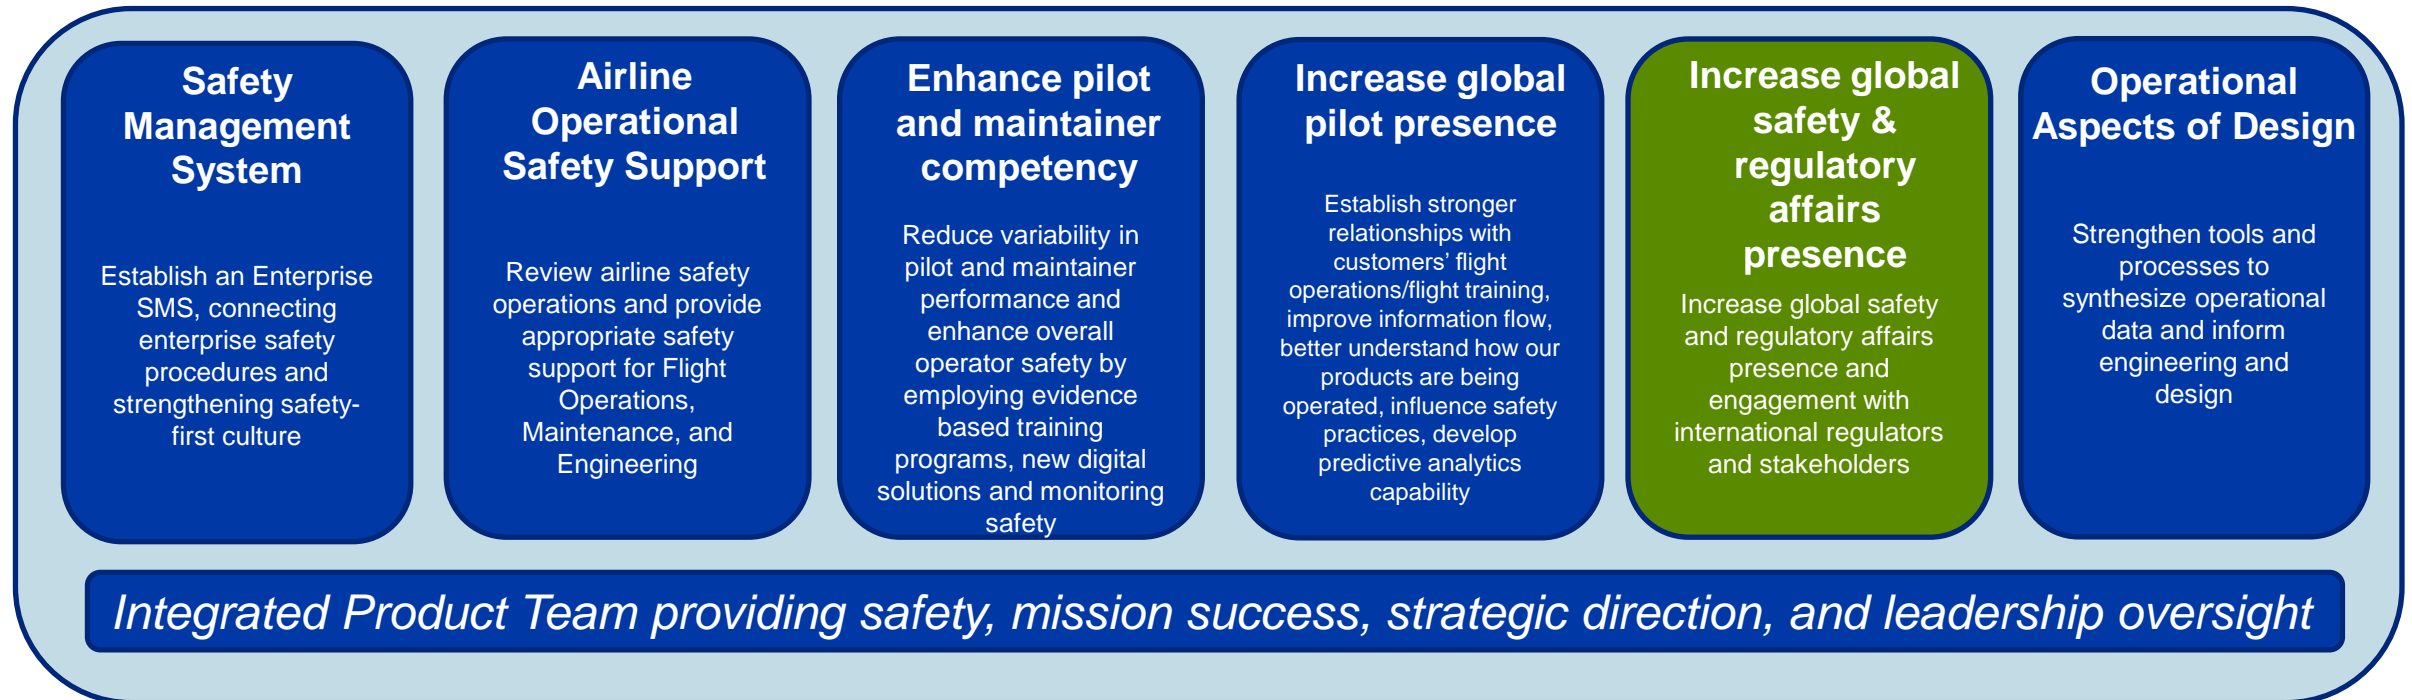 Safety
Management
System
Establish an Enterprise
SMS, connecting
enterprise safety
procedures and
strengthening safety-
first culture
Airline
Operational
Safety Support
Review airline safety
operations and provide
appropriate safety
support for Flight
Operations,
Maintenance, and
Engineering
Enhance pilot
and maintainer
competency
Reduce variability in
pilot and maintainer
performance and
enhance overall
operator safety by
employing evidence
based training
programs, new digital
solutions and monitoring
safety
Increase global
pilot presence
Establish stronger
relationships with
customers’ flight
operations/flight training,
improve information flow,
better understand how our
products are being
operated, influence safety
practices, develop
predictive analytics
capability
Increase global
safety &
regulatory
affairs
presence
Increase global safety
and regulatory affairs
presence and
engagement with
international regulators
and stakeholders
Operational
Aspects of Design
Strengthen tools and
processes to
synthesize operational
data and inform
engineering and
design
Integrated Product Team providing safety, mission success, strategic direction, and leadership oversight